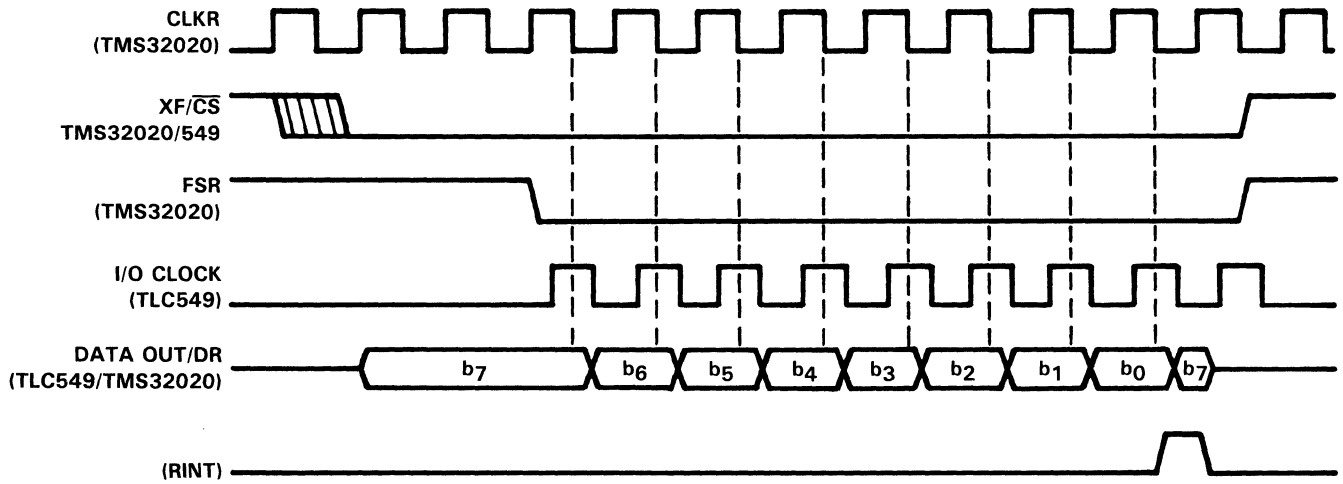 CLKR
(TMS32020)
XF/C̅S̅
TMS32020/549
FSR
(TMS32020)
I/O CLOCK
(TLC549)
DATA OUT/DR
(TLC549/TMS32020)
b7 b6 b5 b4 b3 b2 b1 b0 b7
(RINT)